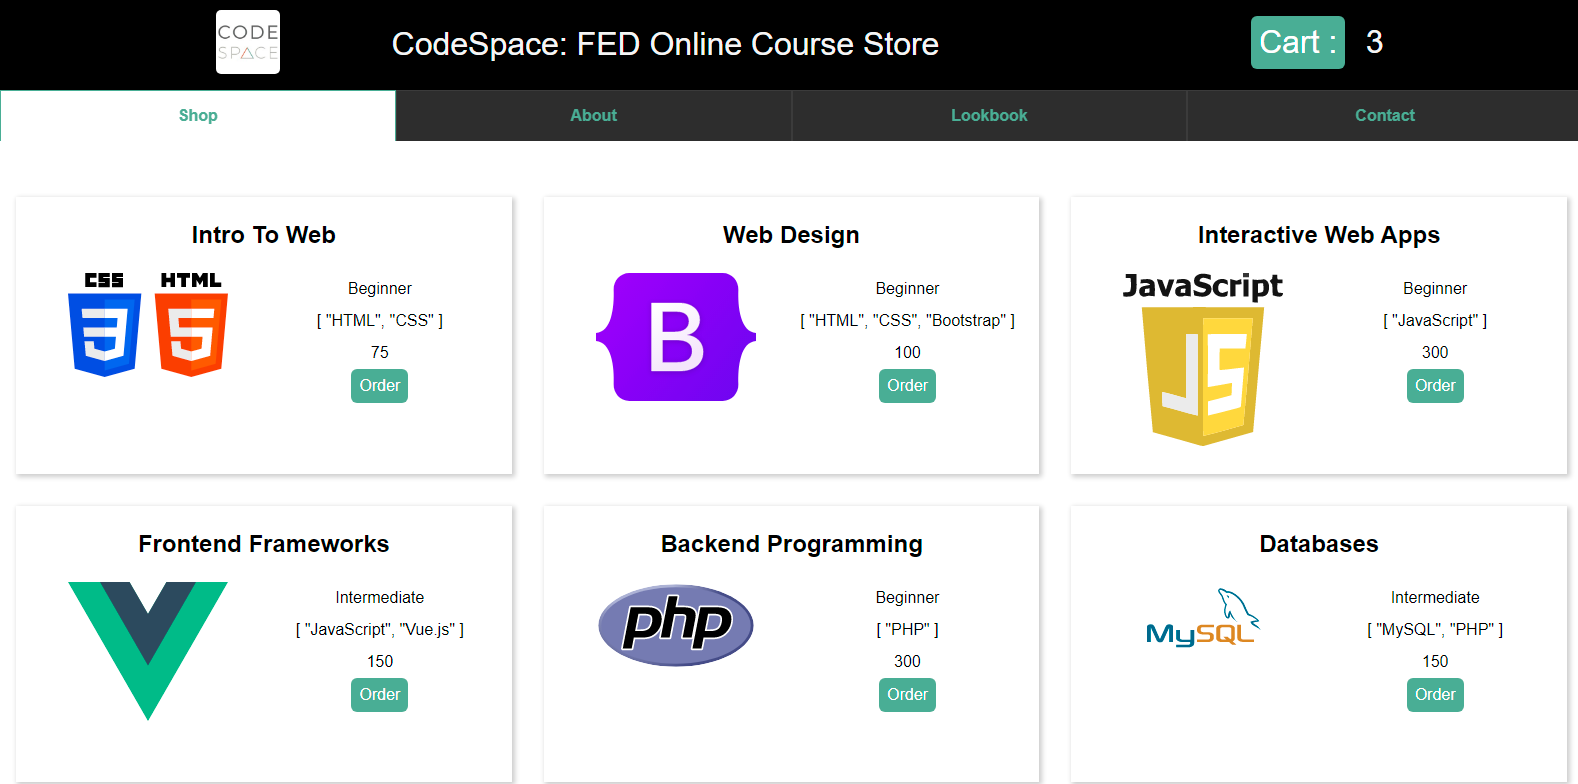 CODE
SPACE
CodeSpace: FED Online Course Store
Cart :
3
Shop
About
Lookbook
Contact
Intro To Web
CSS
HTML
Beginner
[ "HTML", "CSS" ]
75
Order
Web Design
B
Beginner
[ "HTML", "CSS", "Bootstrap" ]
100
Order
Interactive Web Apps
JavaScript
JS
Beginner
[ "JavaScript" ]
300
Order
Frontend Frameworks
Intermediate
[ "JavaScript", "Vue.js" ]
150
Order
Backend Programming
php
Beginner
[ "PHP" ]
300
Order
Databases
MySQL
Intermediate
[ "MySQL", "PHP" ]
150
Order